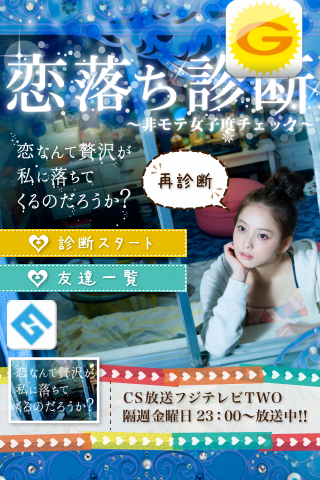 G
恋落ち診断
～非モテ女子度チェック～
恋なんて贅沢が
私に落ちて
くるのだろうか?
再診断
診断スタート
友達一覧
恋なんて贅沢が
私に落ちて
くるのだろうか?
CS放送フジテレビTWO
隔週金曜日 23:00～放送中!!